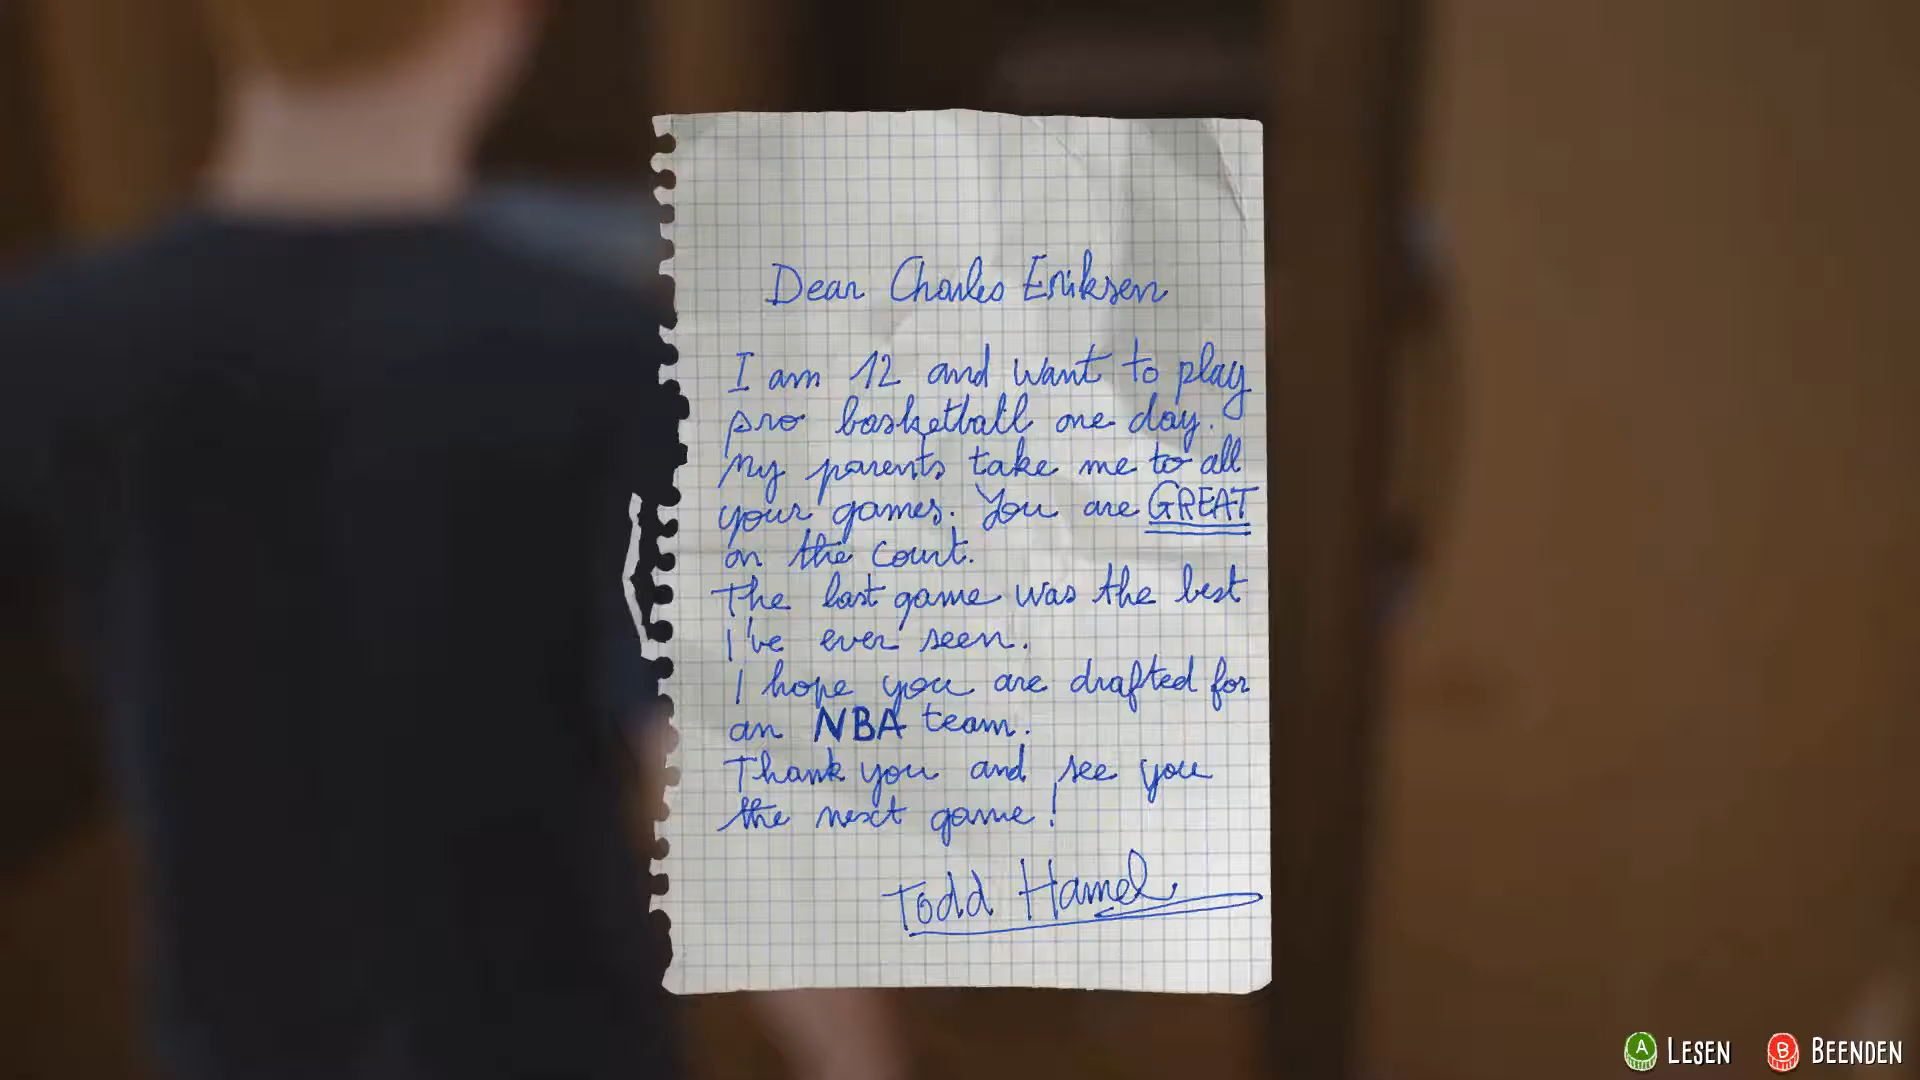 Dear Charles Eriksen
I am 12 and want to play
pro basketball one day.
My parents take me to all
your games. You are GREAT
on the court.
The last game was the best
I've ever seen.
I hope you are drafted for
an NBA team.
Thank you and see you
the next game!
Todd Hamel
A LESEN B BEENDEN